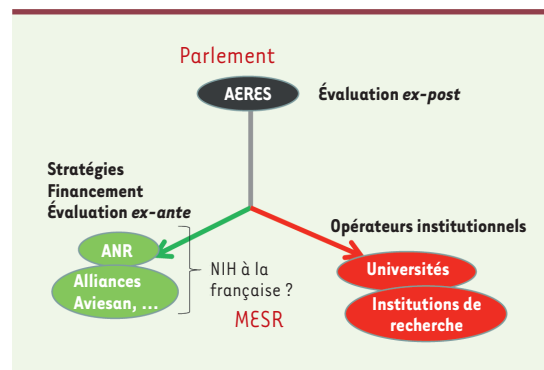 Parlement
AERES
Évaluation ex-post
Stratégies
Financement
Évaluation ex-ante
Opérateurs institutionnels
ANR
Alliances
Aviesan, ...
NIH à la
française ?
MESR
Universités
Institutions de
recherche